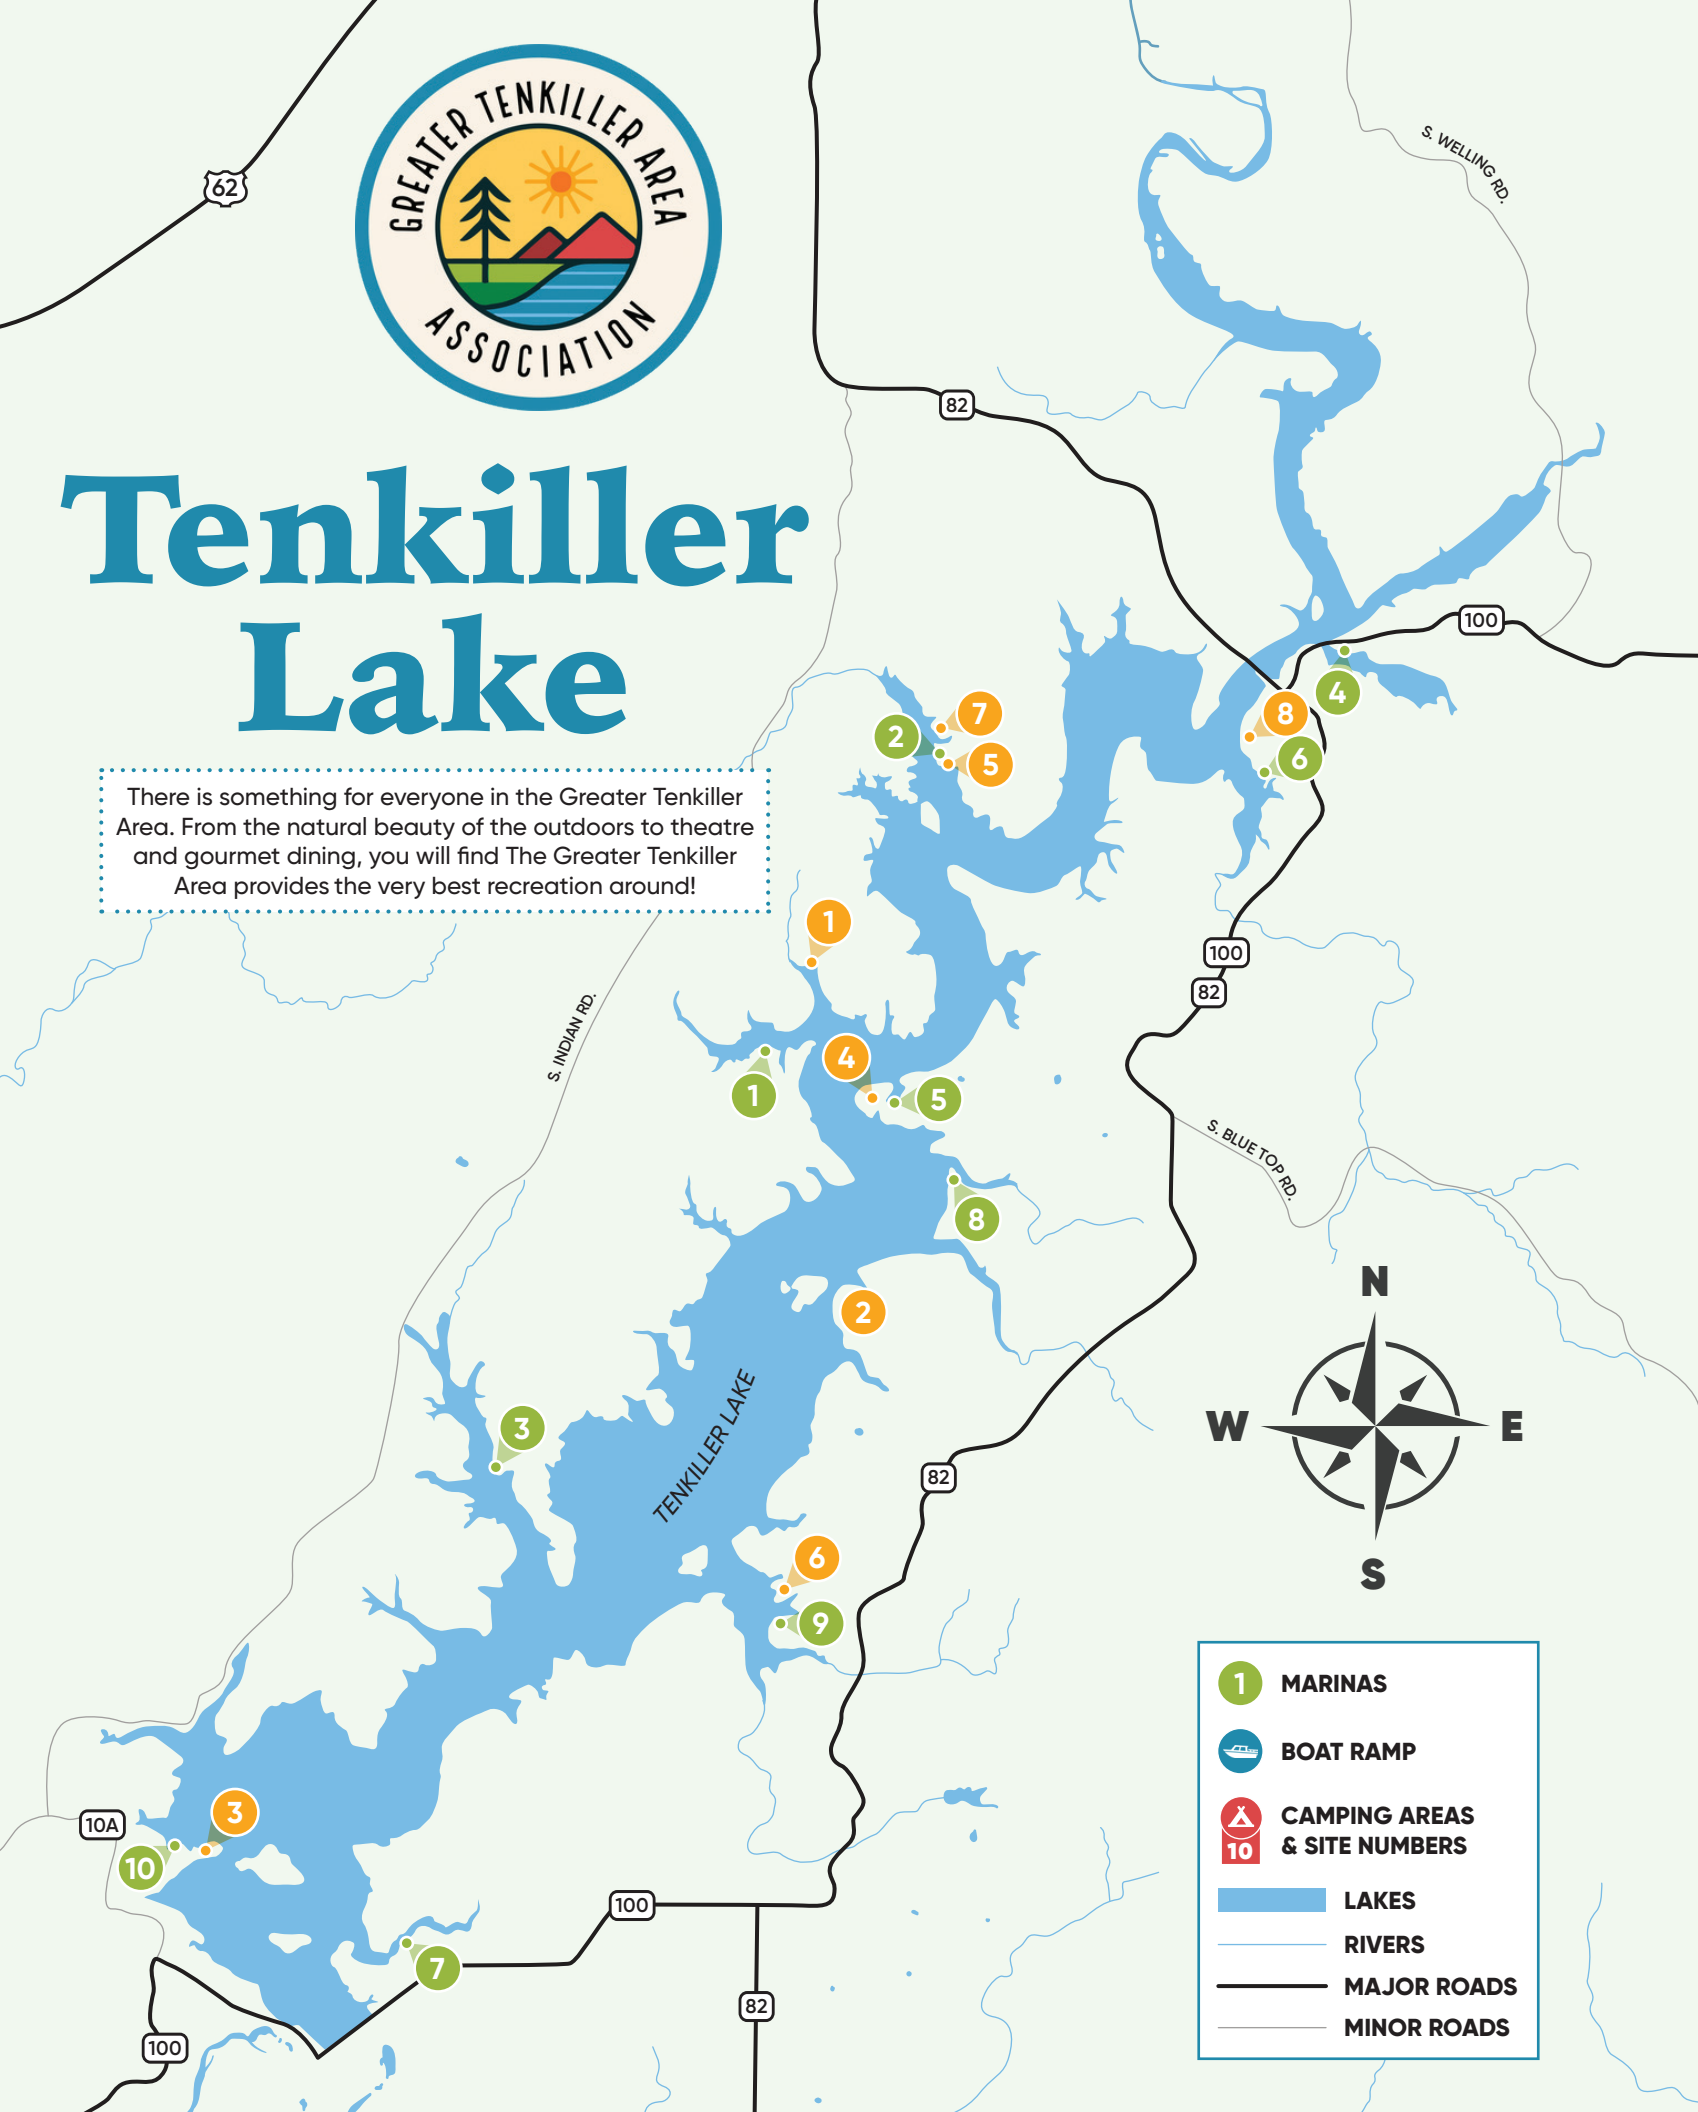 GREATER TENKILLER AREA
ASSOCIATION
62
S. WELLING RD.
82
Tenkiller
Lake
100
There is something for everyone in the Greater Tenkiller
Area. From the natural beauty of the outdoors to theatre
and gourmet dining, you will find The Greater Tenkiller
Area provides the very best recreation around!
4
7
8
2
5
6
1
100
82
S. INDIAN RD.
4
1
5
S. BLUE TOP RD.
8
2
N
W
E
S
TENKILLER LAKE
3
82
6
9
3
10A
10
100
7
82
100
1
MARINAS
BOAT RAMP
10
CAMPING AREAS
& SITE NUMBERS
LAKES
RIVERS
MAJOR ROADS
MINOR ROADS